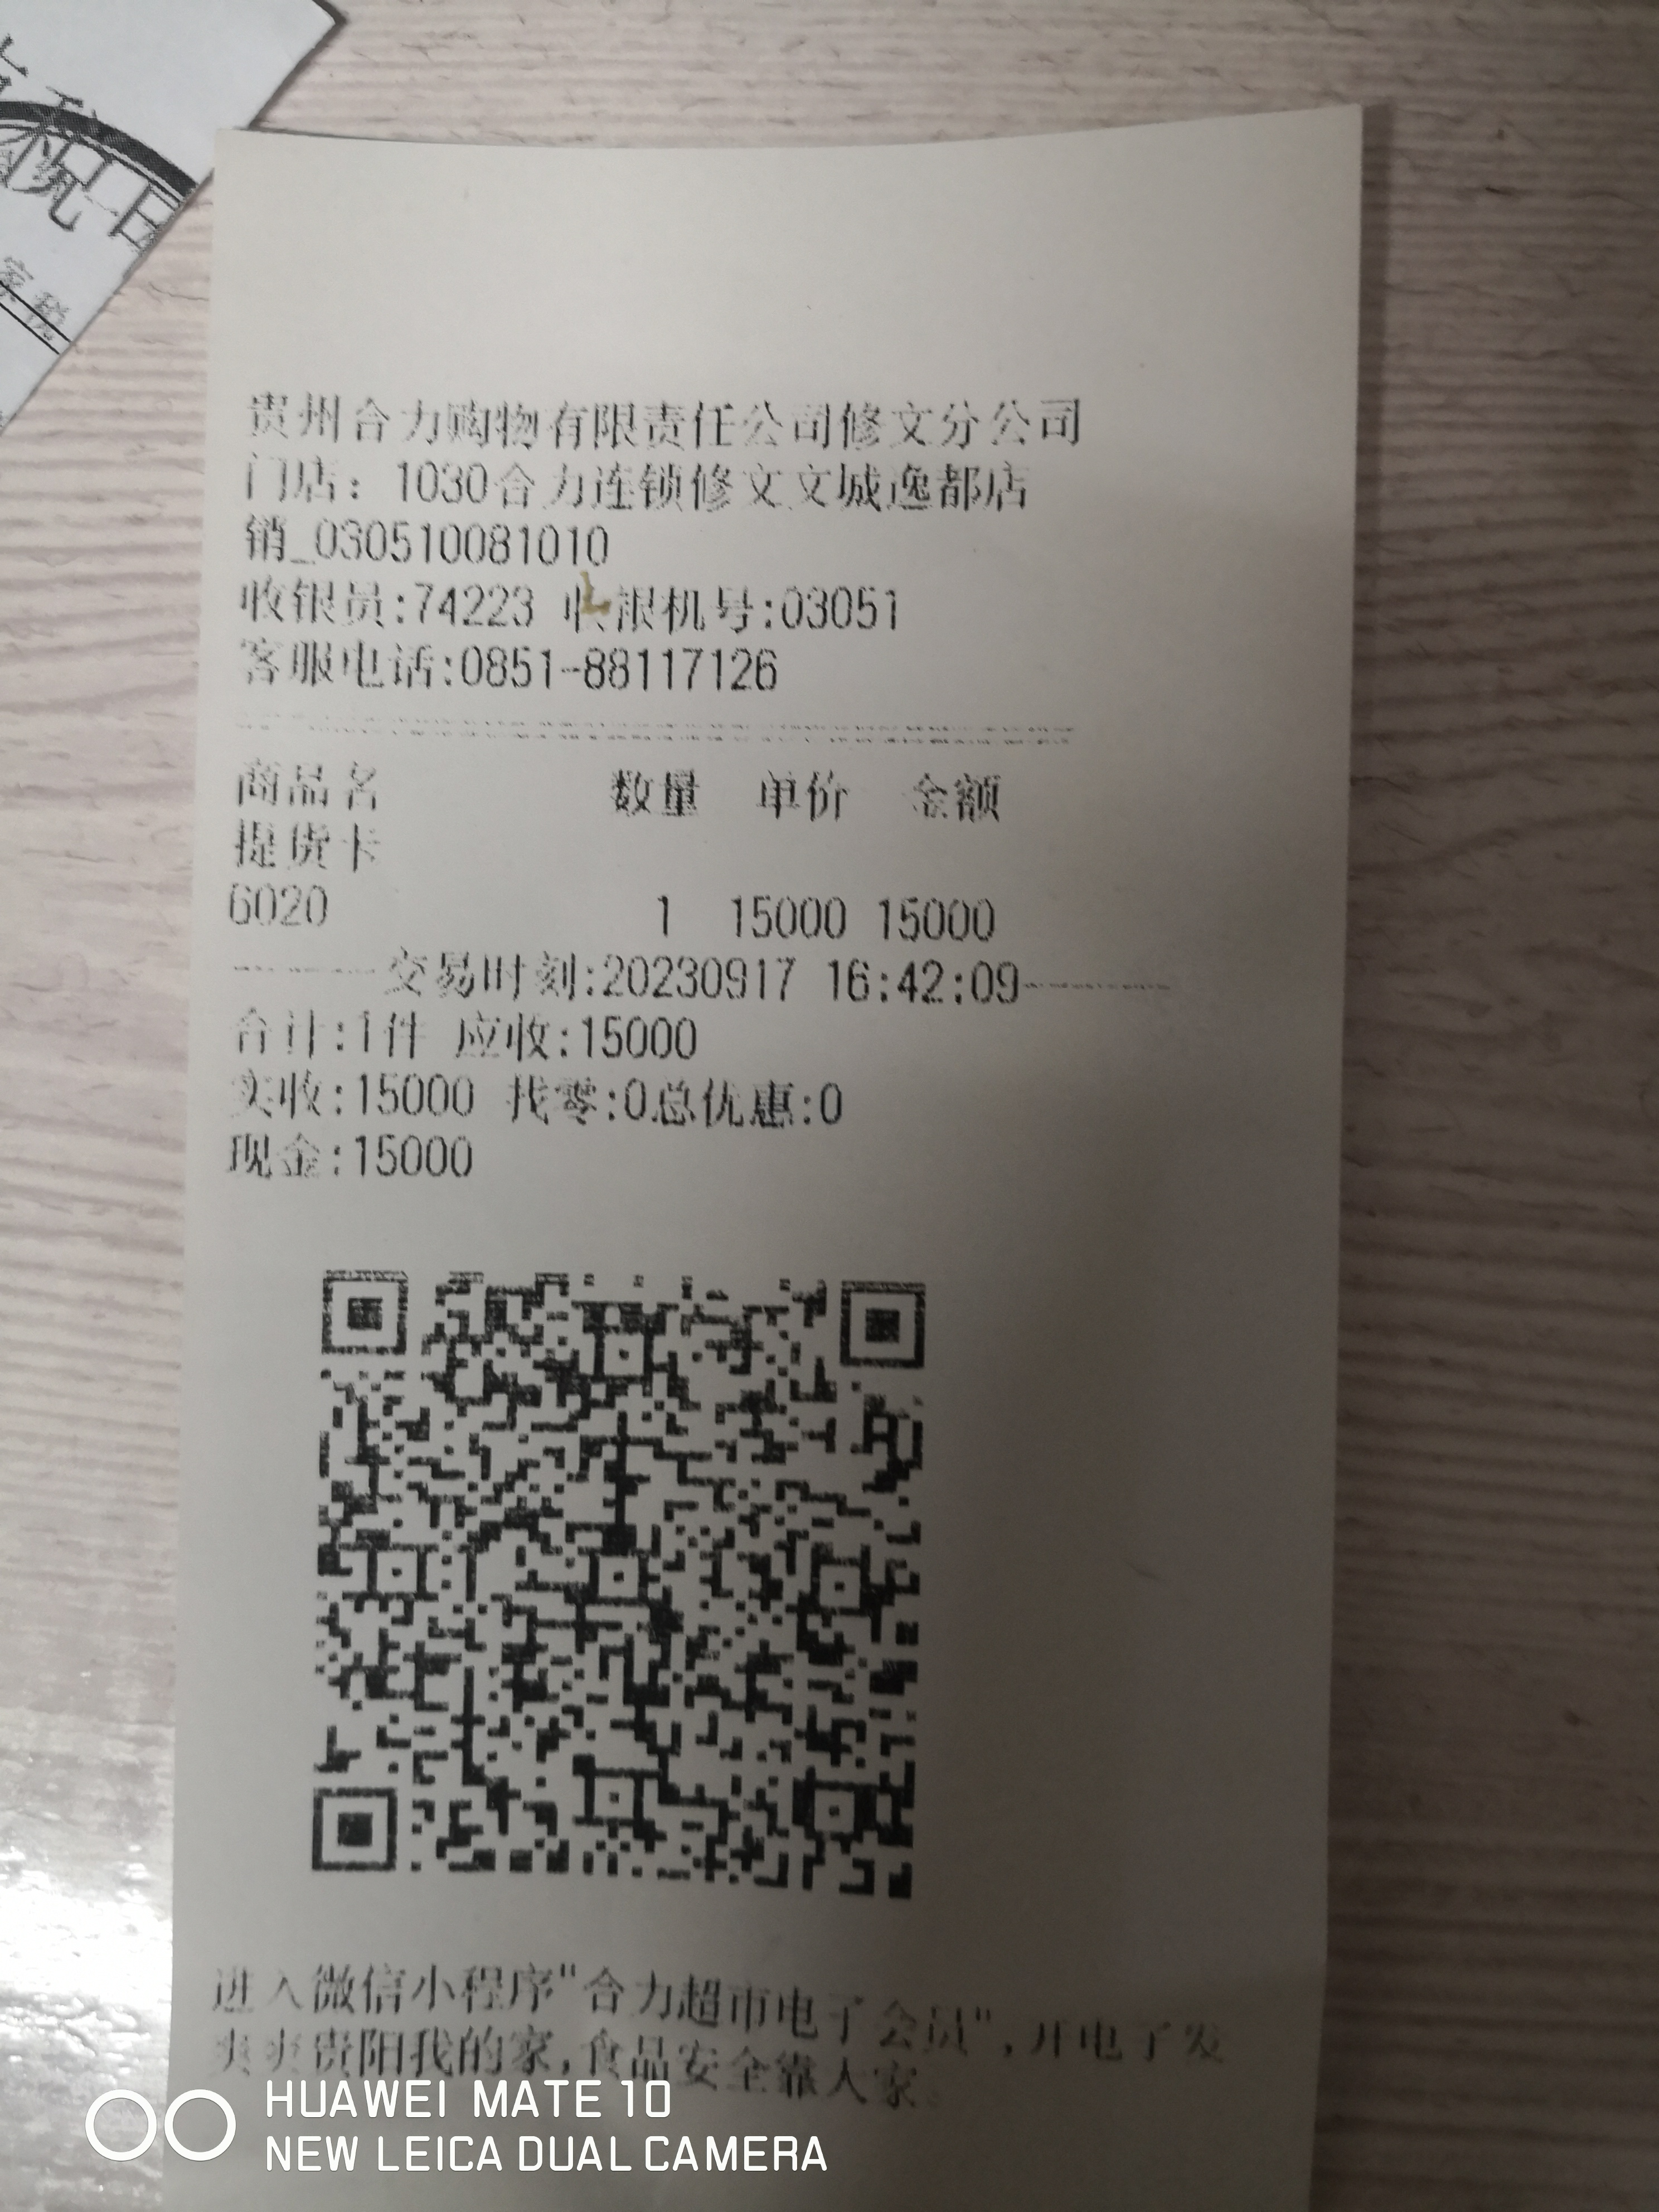 家税
贵州合力购物有限责任公司修文分公司
门店：1030合力连锁修文文城逸都店
销_030510081010
收银员:74223 收银机号:03051
客服电话:0851-88117126
商品名 数量 单价 金额
提货卡
6020 1 15000 15000
交易时刻:20230917 16:42:09
合计:1件 应收:15000
实收:15000 找零:0总优惠:0
现金:15000
进入微信小程序"合力超市电子会员",开电子发
爽爽贵阳我的家,食品安全靠大家。
HUAWEI MATE 10
NEW LEICA DUAL CAMERA